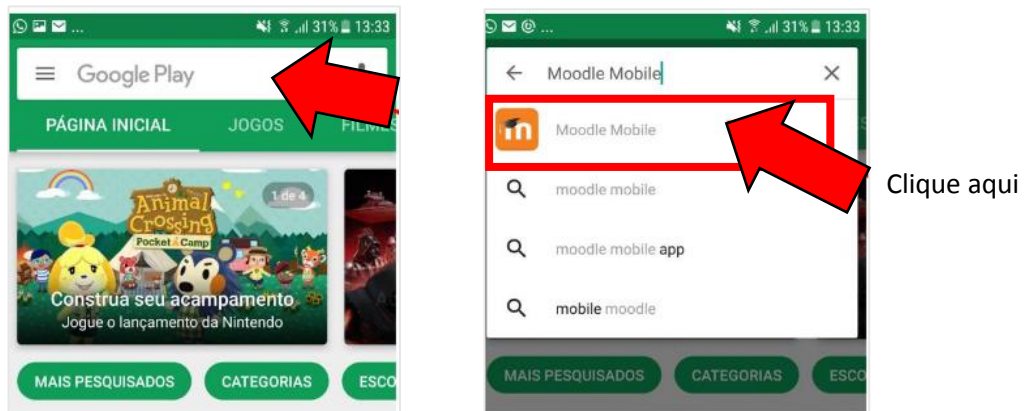 ... 31% 13:33
Google Play
PÁGINA INICIAL JOGOS FILMES
1 de 4
Animal
Crossing
Pocket Camp
Construa seu acampamento
Jogue o lançamento da Nintendo
MAIS PESQUISADOS CATEGORIAS ESCO
... 31% 13:33
Moodle Mobile
m Moodle Mobile
moodle mobile
moodle mobile app
mobile moodle
MAIS PESQUISADOS CATEGORIAS ESCO
Clique aqui